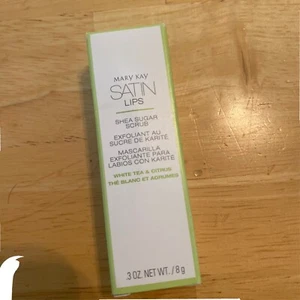 MARY KAY
SATIN
LIPS
SHEA SUGAR
SCRUB
EXFOLIANT AU
SUCRE DE KARITÉ
MASCARILLA
EXFOLIANTE PARA
LABIOS CON KARITÉ
WHITE TEA & CITRUS
THÉ BLANC ET AGRUMES
.3 OZ. NET WT. / 8 g